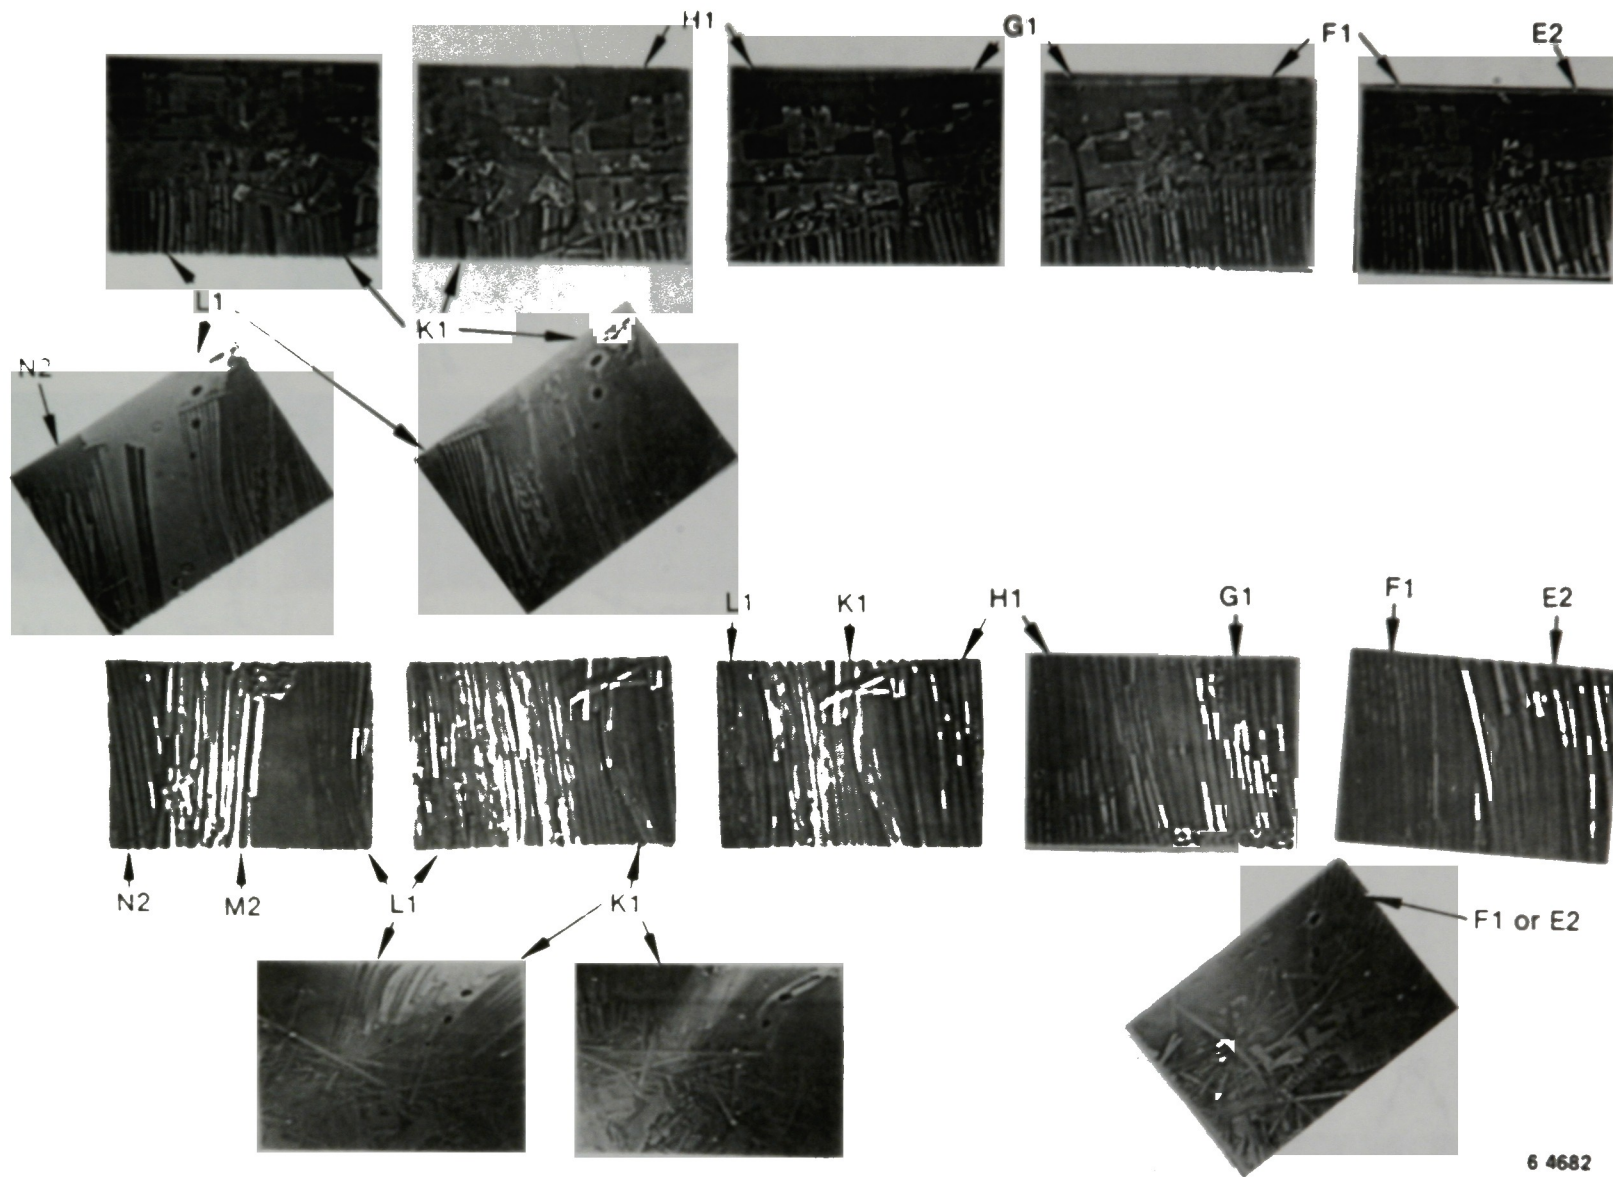 H1 G1 F1 E2
L1 K1
N2
L1 K1 H1 G1 F1 E2
N2 M2 L1 K1 F1 or E2
6 4682